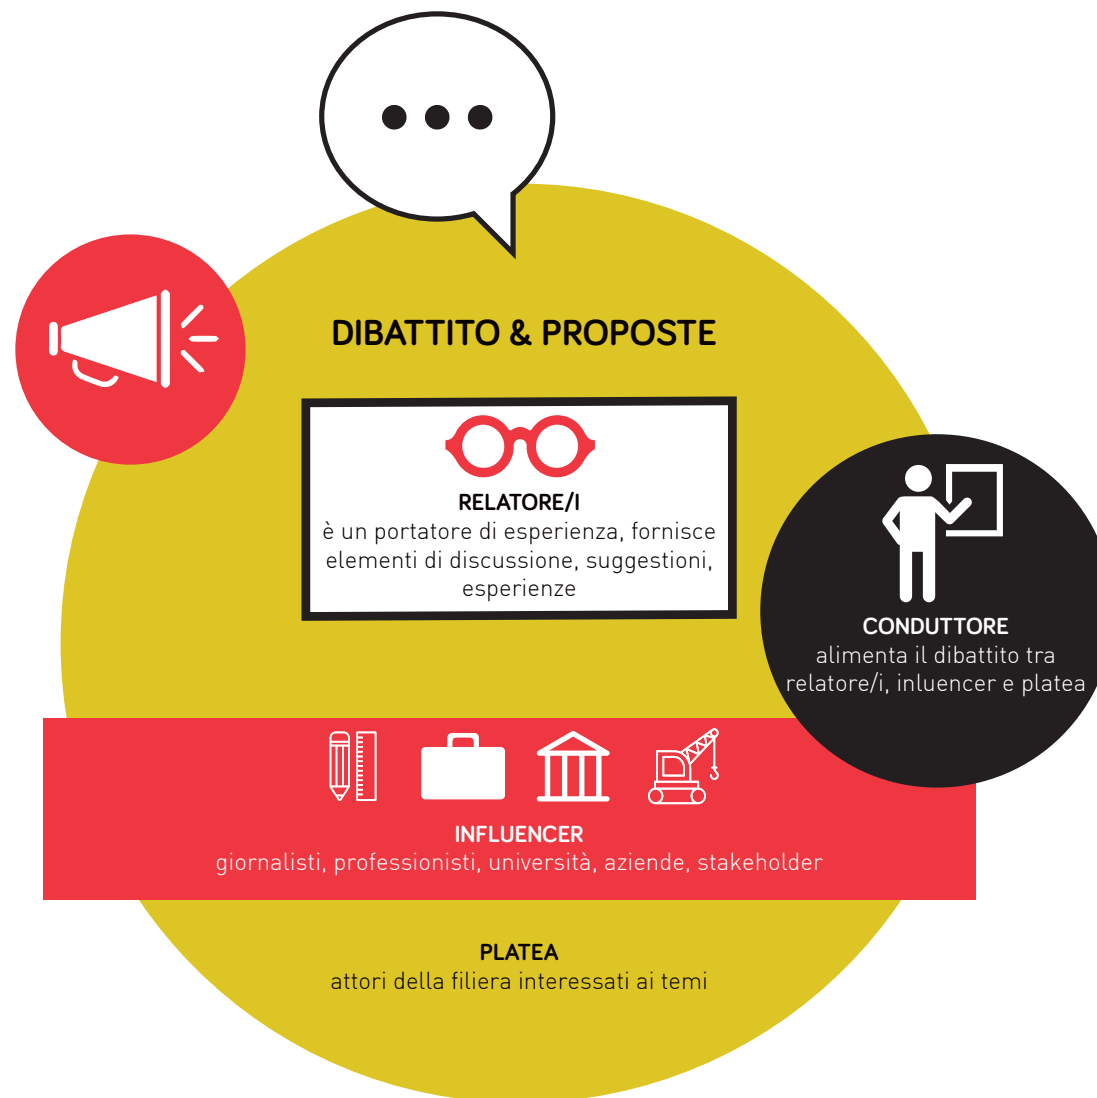 DIBATTITO & PROPOSTE
RELATORE/I
è un portatore di esperienza, fornisce
elementi di discussione, suggestioni,
esperienze
CONDUTTORE
alimenta il dibattito tra
relatore/i, inluencer e platea
INFLUENCER
giornalisti, professionisti, università, aziende, stakeholder
PLATEA
attori della filiera interessati ai temi